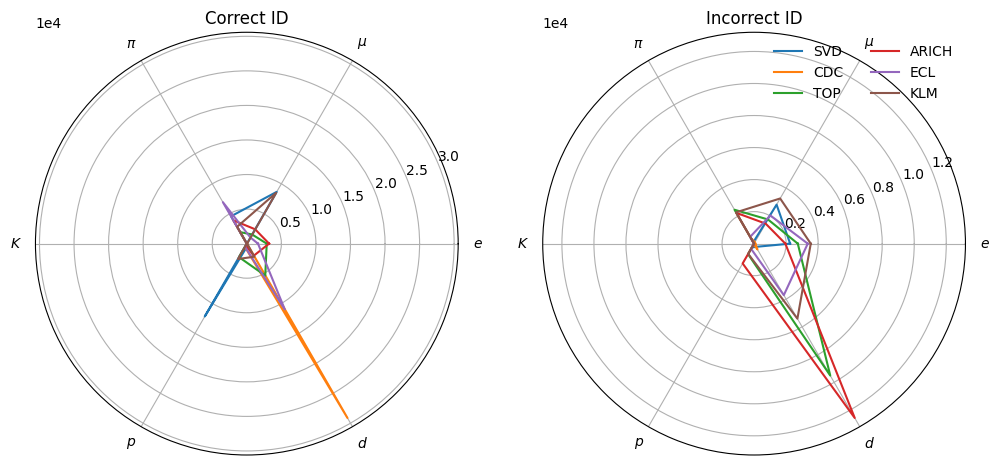 Correct ID
1e4
π
μ
3.0
2.5
2.0
1.5
1.0
0.5
K
e
p
d
Incorrect ID
1e4
π
μ
SVD
CDC
TOP
ARICH
ECL
KLM
1.2
1.0
0.8
0.6
0.4
0.2
K
e
p
d